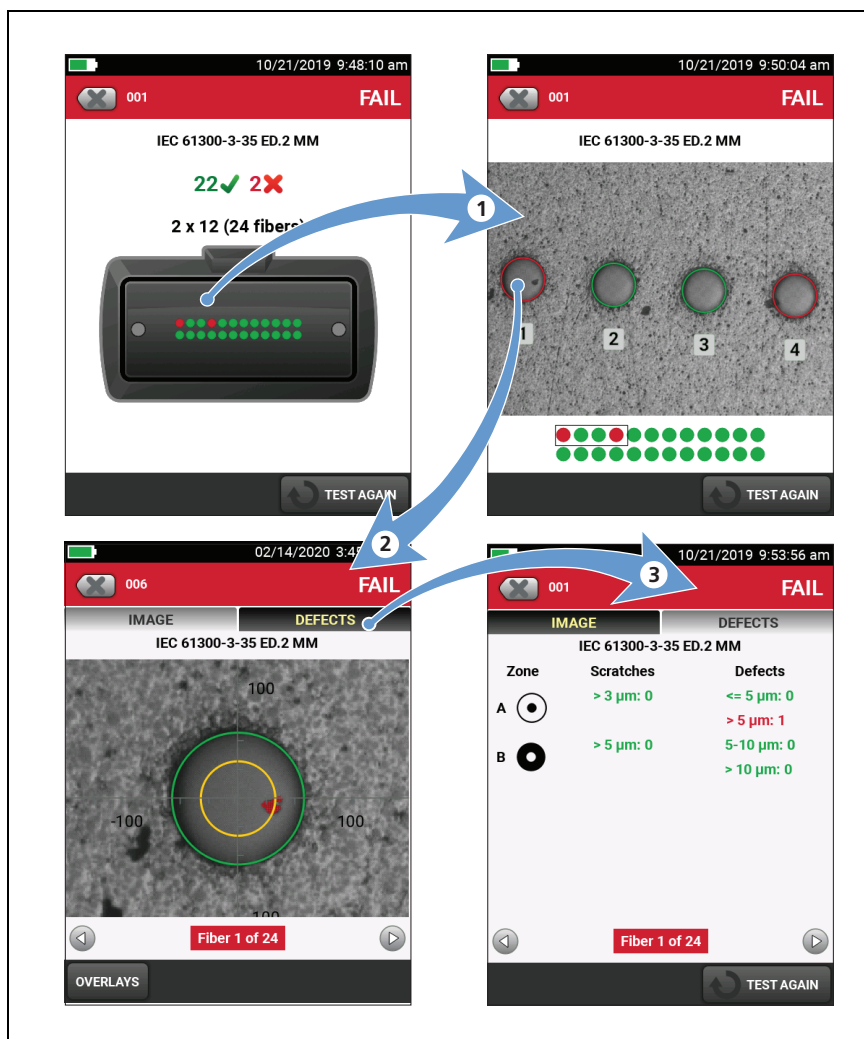 10/21/2019 9:48:10 am
001
FAIL
IEC 61300-3-35 ED.2 MM
22 2
2 x 12 (24 fibers)
TEST AGAIN
1
10/21/2019 9:50:04 am
001
FAIL
IEC 61300-3-35 ED.2 MM
1
2
3
4
TEST AGAIN
2
02/14/2020 3:4
006
FAIL
IMAGE
DEFECTS
IEC 61300-3-35 ED.2 MM
100
-100
100
Fiber 1 of 24
OVERLAYS
3
10/21/2019 9:53:56 am
001
FAIL
IMAGE
DEFECTS
IEC 61300-3-35 ED.2 MM
Zone Scratches Defects
A > 3 µm: 0 <= 5 µm: 0
> 5 µm: 1
B > 5 µm: 0 5-10 µm: 0
> 10 µm: 0
Fiber 1 of 24
TEST AGAIN